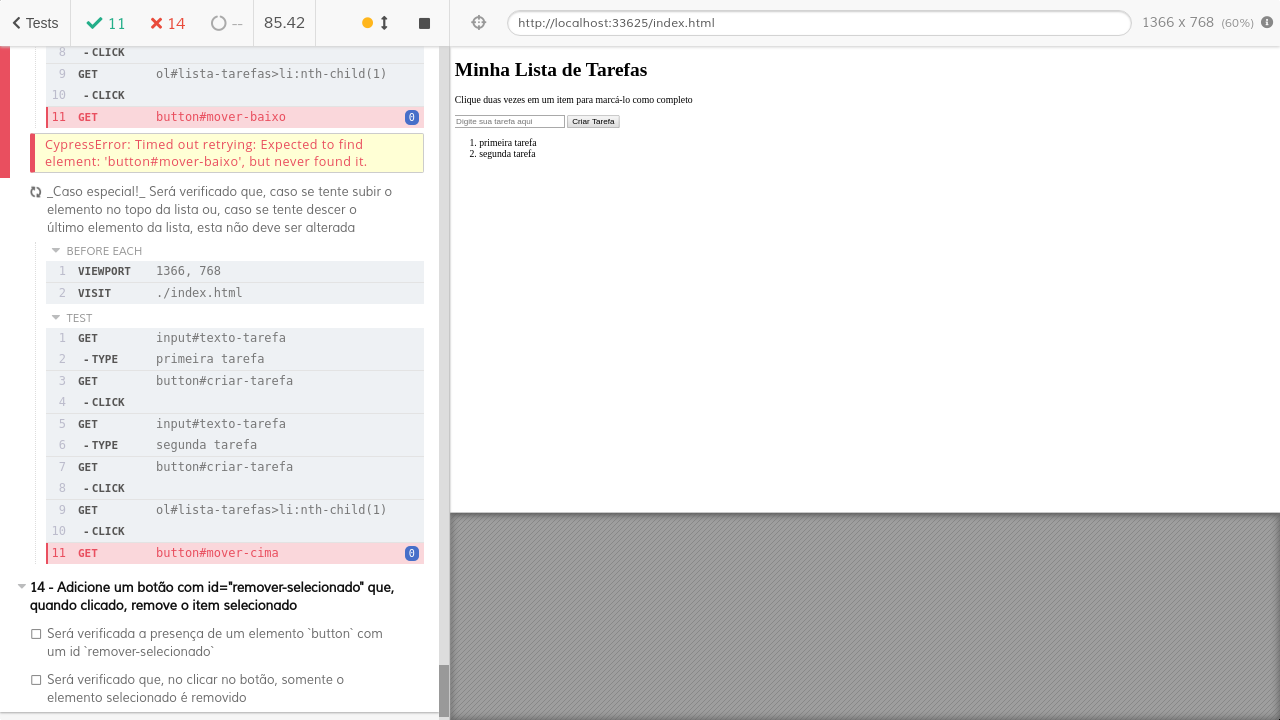 Tests 11 14 -- 85.42
http://localhost:33625/index.html 1366 x 768 (60%)
8 - CLICK
9 GET ol#lista-tarefas>li:nth-child(1)
10 - CLICK
11 GET button#mover-baixo 0
CypressError: Timed out retrying: Expected to find
element: 'button#mover-baixo', but never found it.
_Caso especial!_ Será verificado que, caso se tente subir o
elemento no topo da lista ou, caso se tente descer o
último elemento da lista, esta não deve ser alterada
BEFORE EACH
1 VIEWPORT 1366, 768
2 VISIT ./index.html
TEST
1 GET input#texto-tarefa
2 - TYPE primeira tarefa
3 GET button#criar-tarefa
4 - CLICK
5 GET input#texto-tarefa
6 - TYPE segunda tarefa
7 GET button#criar-tarefa
8 - CLICK
9 GET ol#lista-tarefas>li:nth-child(1)
10 - CLICK
11 GET button#mover-cima 0
14 - Adicione um botão com id="remover-selecionado" que,
quando clicado, remove o item selecionado
Será verificada a presença de um elemento `button` com
um id `remover-selecionado`
Será verificado que, no clicar no botão, somente o
elemento selecionado é removido
Minha Lista de Tarefas
Clique duas vezes em um item para marcá-lo como completo
Digite sua tarefa aqui Criar Tarefa
1. primeira tarefa
2. segunda tarefa